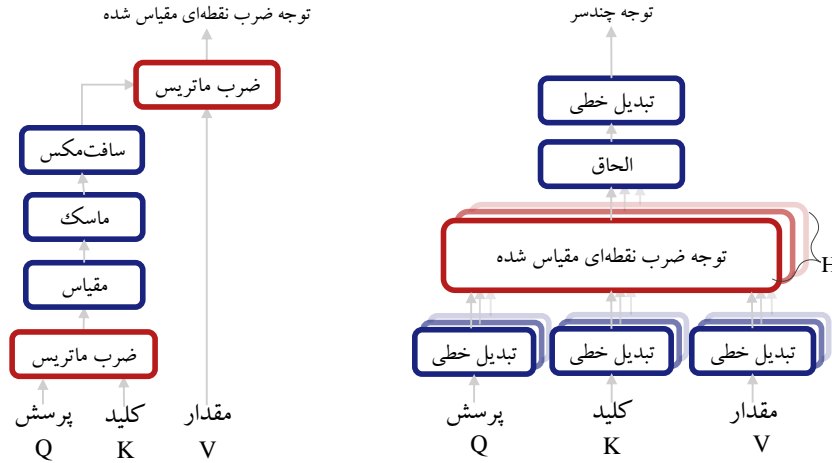 توجه ضرب نقطه‌ای مقیاس شده
ضرب ماتریس
سافت‌مکس
ماسک
مقیاس
ضرب ماتریس
پرسش
کلید
مقدار
Q
K
V
توجه چندسر
تبدیل خطی
الحاق
توجه ضرب نقطه‌ای مقیاس شده
H
تبدیل خطی
تبدیل خطی
تبدیل خطی
پرسش
کلید
مقدار
Q
K
V